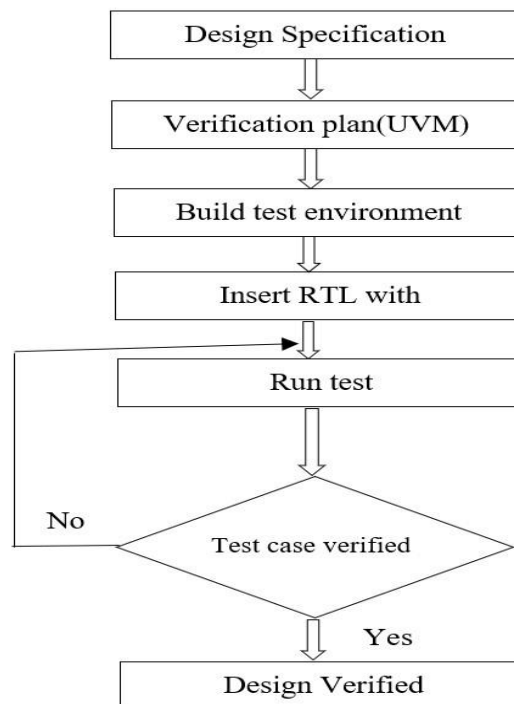 Design Specification
Verification plan(UVM)
Build test environment
Insert RTL with
Run test
No
Test case verified
Yes
Design Verified